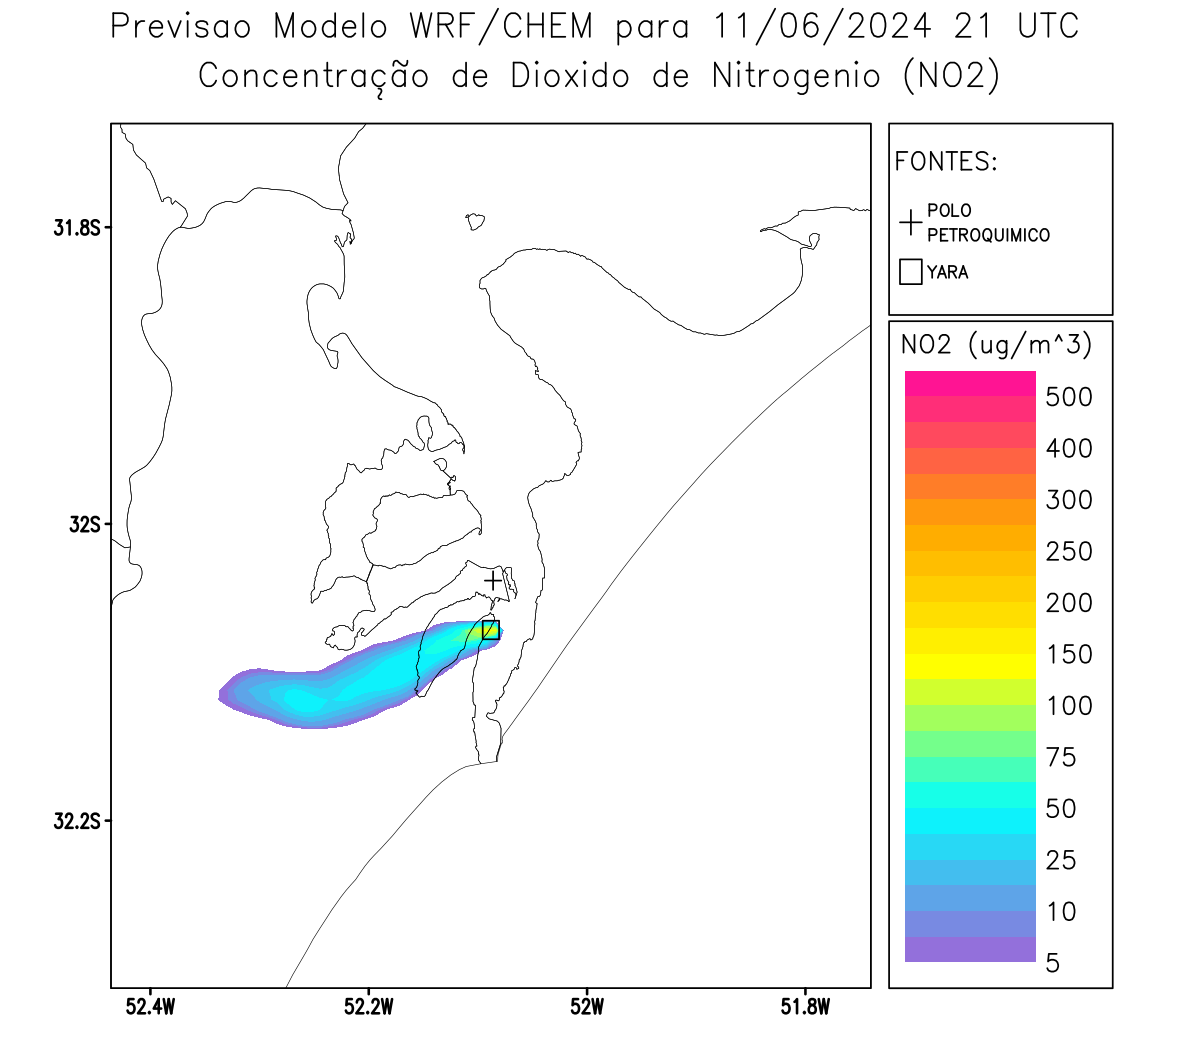 Previsao Modelo WRF/CHEM para 11/06/2024 21 UTC
Concentração de Dioxido de Nitrogenio (NO2)
FONTES:
POLO
PETROQUIMICO
YARA
NO2 (ug/m^3)
500
400
300
250
200
150
100
75
50
25
10
5
31.8S
32S
32.2S
52.4W
52.2W
52W
51.8W